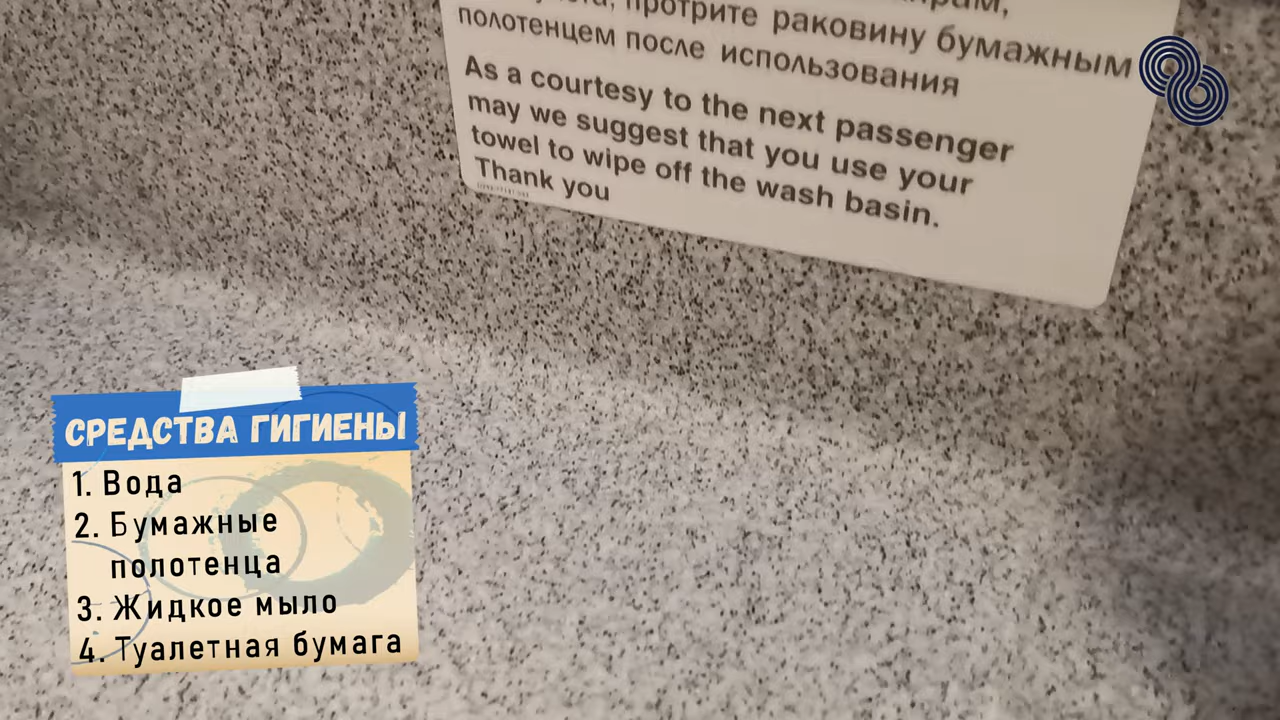 протрите раковину бумажным
полотенцем после использования
As a courtesy to the next passenger
may we suggest that you use your
towel to wipe off the wash basin.
Thank you
СРЕДСТВА ГИГИЕНЫ
1. Вода
2. Бумажные
полотенца
3. Жидкое мыло
4. Туалетная бумага